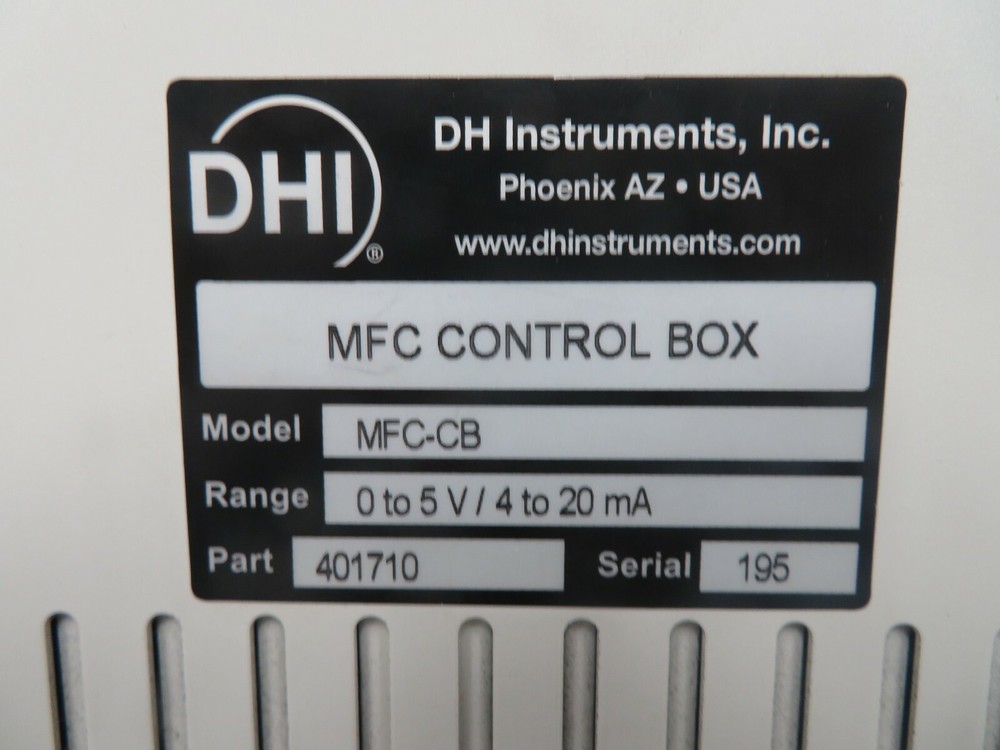 DHI®
DH Instruments, Inc.
Phoenix AZ • USA
www.dhinstruments.com
MFC CONTROL BOX
Model MFC-CB
Range 0 to 5 V / 4 to 20 mA
Part 401710 Serial 195